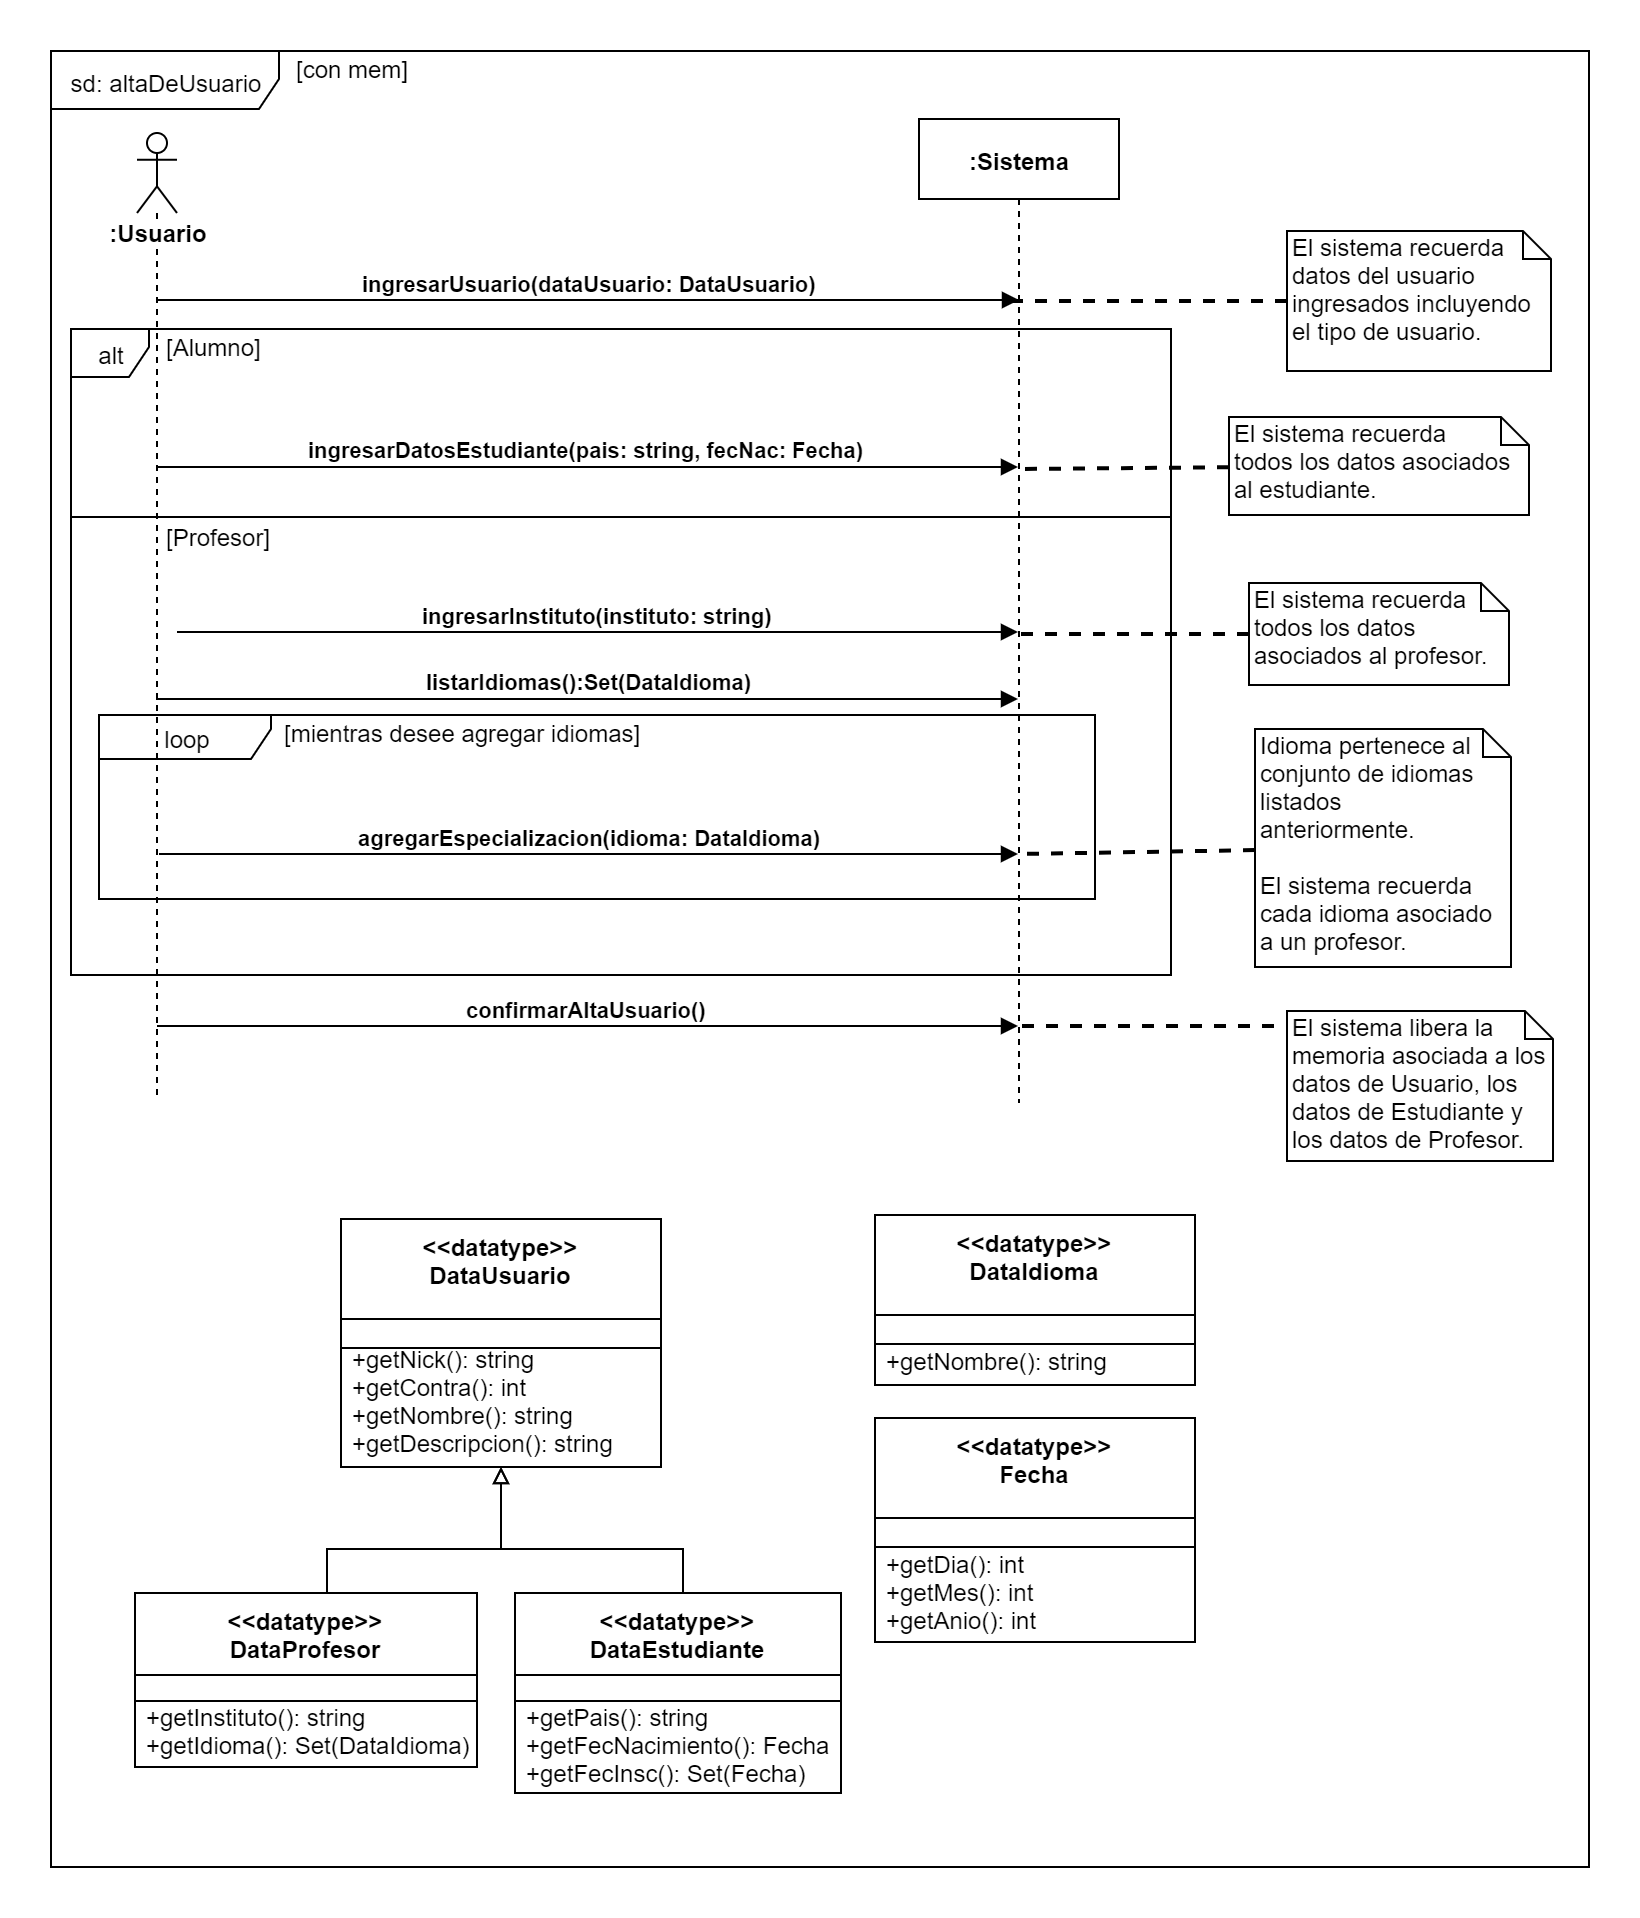 sd: altaDeUsuario
[con mem]
:Usuario
:Sistema
ingresarUsuario(dataUsuario: DataUsuario)
El sistema recuerda
datos del usuario
ingresados incluyendo
el tipo de usuario.
alt
[Alumno]
ingresarDatosEstudiante(pais: string, fecNac: Fecha)
El sistema recuerda
todos los datos asociados
al estudiante.
[Profesor]
ingresarInstituto(instituto: string)
El sistema recuerda
todos los datos
asociados al profesor.
listarIdiomas():Set(DataIdioma)
loop
[mientras desee agregar idiomas]
agregarEspecializacion(idioma: DataIdioma)
Idioma pertenece al
conjunto de idiomas
listados
anteriormente.
El sistema recuerda
cada idioma asociado
a un profesor.
confirmarAltaUsuario()
El sistema libera la
memoria asociada a los
datos de Usuario, los
datos de Estudiante y
los datos de Profesor.
<<datatype>>
DataUsuario
+getNick(): string
+getContra(): int
+getNombre(): string
+getDescripcion(): string
<<datatype>>
DataIdioma
+getNombre(): string
<<datatype>>
Fecha
+getDia(): int
+getMes(): int
+getAnio(): int
<<datatype>>
DataProfesor
+getInstituto(): string
+getIdioma(): Set(DataIdioma)
<<datatype>>
DataEstudiante
+getPais(): string
+getFecNacimiento(): Fecha
+getFecInsc(): Set(Fecha)